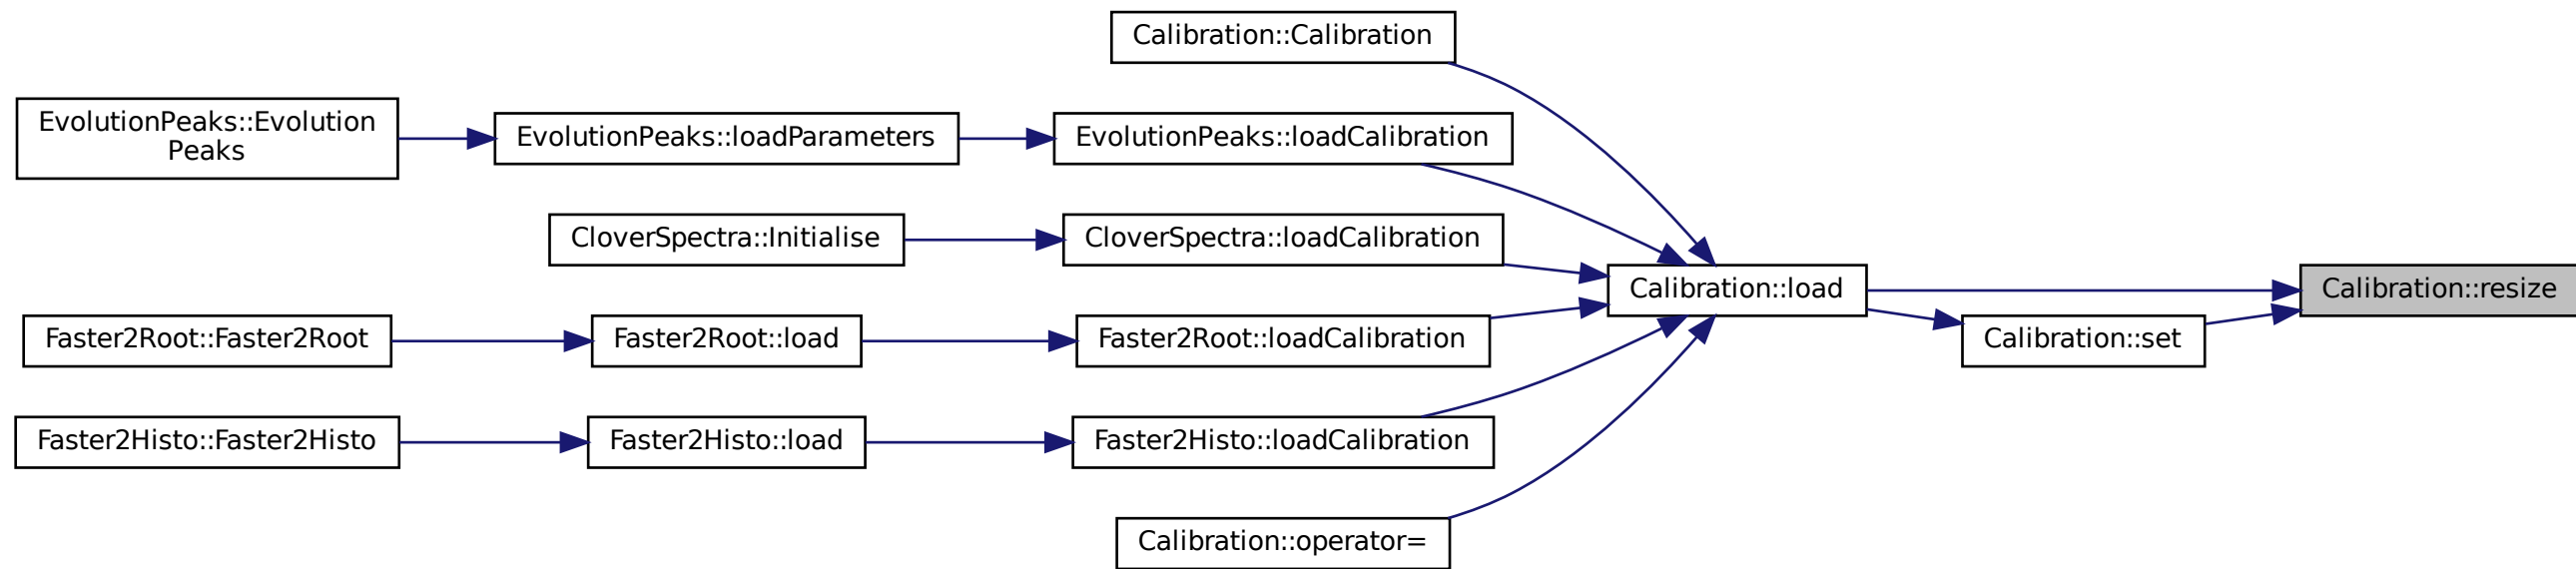 Calibration::Calibration
EvolutionPeaks::Evolution
Peaks
EvolutionPeaks::loadParameters
EvolutionPeaks::loadCalibration
CloverSpectra::Initialise
CloverSpectra::loadCalibration
Calibration::load
Calibration::resize
Faster2Root::Faster2Root
Faster2Root::load
Faster2Root::loadCalibration
Calibration::set
Faster2Histo::Faster2Histo
Faster2Histo::load
Faster2Histo::loadCalibration
Calibration::operator=